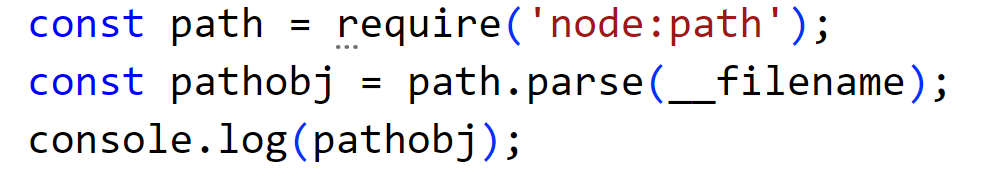 const path = require('node:path');
const pathobj = path.parse(__filename);
console.log(pathobj);